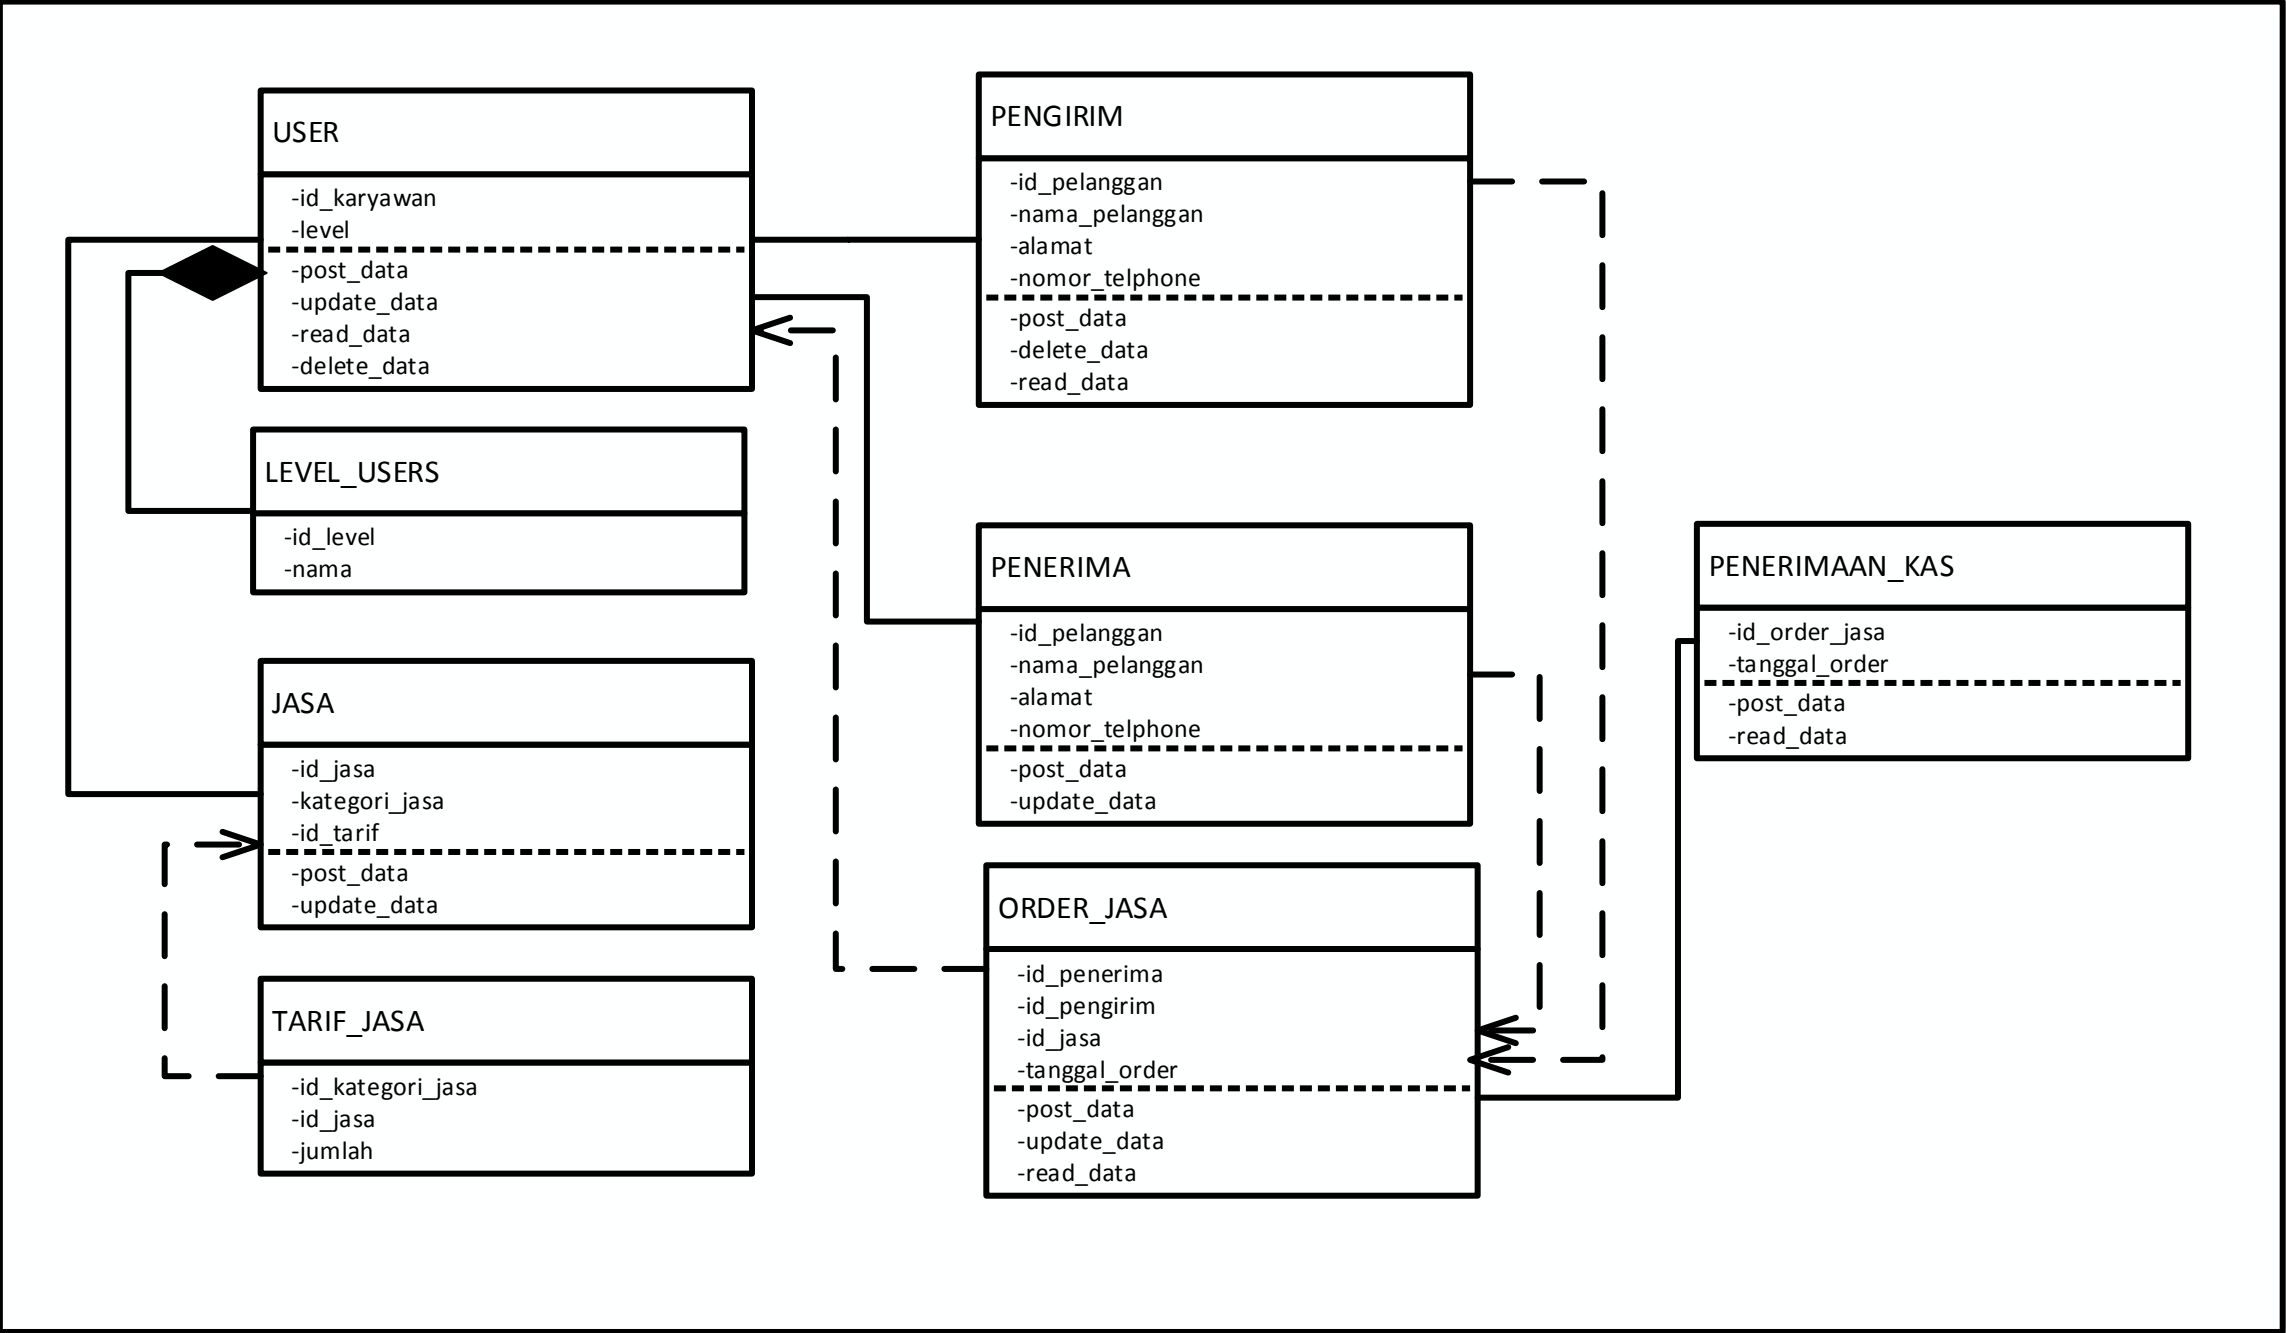 USER
-id_karyawan
-level
-post_data
-update_data
-read_data
-delete_data
LEVEL_USERS
-id_level
-nama
JASA
-id_jasa
-kategori_jasa
-id_tarif
-post_data
-update_data
TARIF_JASA
-id_kategori_jasa
-id_jasa
-jumlah
PENGIRIM
-id_pelanggan
-nama_pelanggan
-alamat
-nomor_telphone
-post_data
-delete_data
-read_data
PENERIMA
-id_pelanggan
-nama_pelanggan
-alamat
-nomor_telphone
-post_data
-update_data
ORDER_JASA
-id_penerima
-id_pengirim
-id_jasa
-tanggal_order
-post_data
-update_data
-read_data
PENERIMAAN_KAS
-id_order_jasa
-tanggal_order
-post_data
-read_data